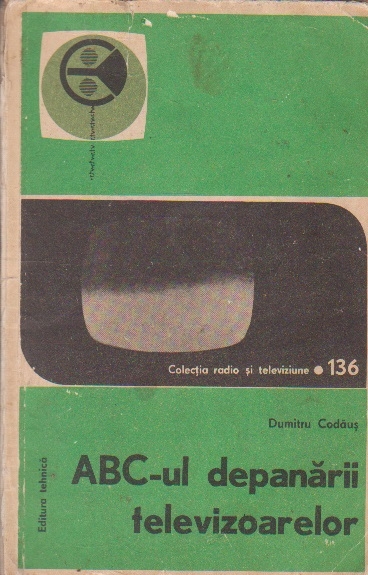 Colecția radio și televiziune • 136
Dumitru Codăuș
ABC-ul depanării
televizoarelor
Editura tehnică